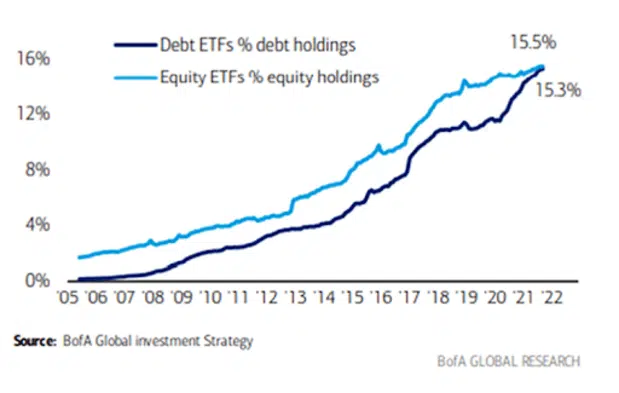 Debt ETFs % debt holdings
Equity ETFs % equity holdings
15.5%
15.3%
16%
12%
8%
4%
0%
'05 '06 '07 '08 '09 '10 '11 '12 '13 '14 '15 '16 '17 '18 '19 '20 '21 '22
Source: BofA Global investment Strategy
BofA GLOBAL RESEARCH